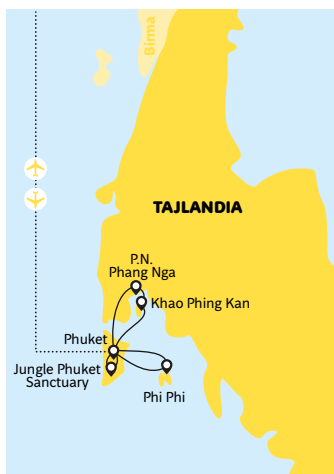 Birma
TAJLANDIA
P.N.
Phang Nga
Khao Phing Kan
Phuket
Jungle Phuket
Sanctuary
Phi Phi